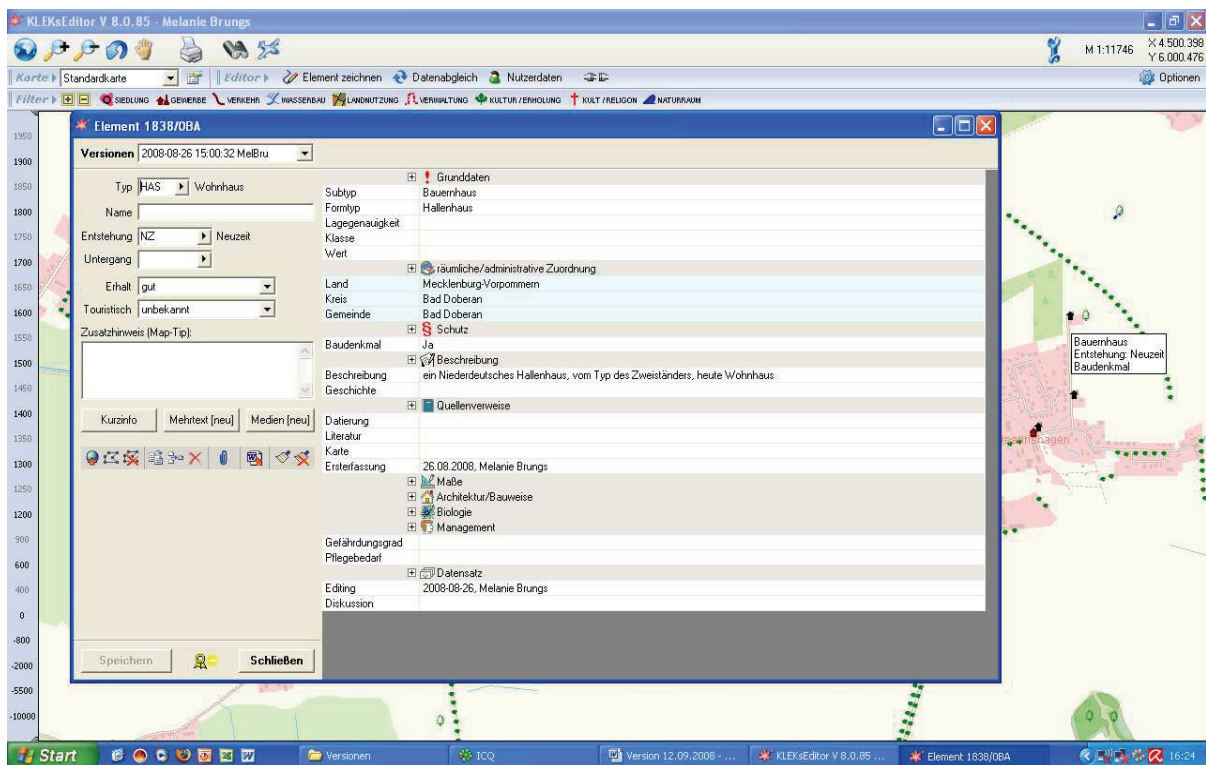 KLEKsEditor V 8.0.85 - Melanie Brungs
M 1:11746
X 4.500.398
Y 6.000.476
Karte Standardkarte Editor Element zeichnen Datenabgleich Nutzerdaten Optionen
Filter SIEDLUNG GEWERBE VERKEHR WASSERBAU LANDNUTZUNG VERWALTUNG KULTUR/ERHOLUNG KULT/RELIGON NATURRAUM
1950
1900
1850
1800
1750
1700
1650
1600
1550
1500
1450
1400
1350
1300
1250
1200
900
600
400
0
-800
-2000
-5500
-10000
Element 1838/0BA
Versionen 2008-08-26 15:00:32 MelBru
Typ HAS Wohnhaus
Name
Entstehung NZ Neuzeit
Untergang
Erhalt gut
Touristisch unbekannt
Zusatzhinweis (Map-Tip):
Kurzinfo Mehrtext [neu] Medien [neu]
Speichern Schließen
Grunddaten
Subtyp Bauernhaus
Formtyp Hallenhaus
Lagegenauigkeit
Klasse
Wert
räumliche/administrative Zuordnung
Land Mecklenburg-Vorpommern
Kreis Bad Doberan
Gemeinde Bad Doberan
Schutz
Baudenkmal Ja
Beschreibung
Beschreibung ein Niederdeutsches Hallenhaus, vom Typ des Zweiständers, heute Wohnhaus
Geschichte
Quellenverweise
Datierung
Literatur
Karte
Ersterfassung 26.08.2008, Melanie Brungs
Maße
Architektur/Bauweise
Biologie
Management
Gefährdungsgrad
Pflegebedarf
Datensatz
Editing 2008-08-26, Melanie Brungs
Diskussion
Bauernhaus
Entstehung: Neuzeit
Baudenkmal
Start Versionen ICQ Version 12.09.2008 - ... KLEKsEditor V 8.0.85 ... Element 1838/0BA 16:24